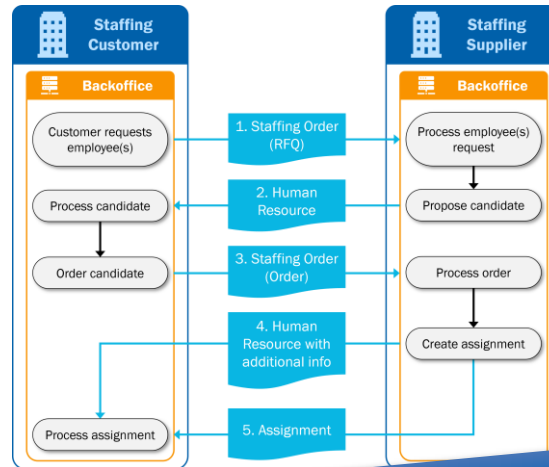 Staffing
Customer
Staffing
Supplier
Backoffice
Backoffice
Customer requests
employee(s)
1. Staffing Order
(RFQ)
Process employee(s)
request
Process candidate
2. Human
Resource
Propose candidate
Order candidate
3. Staffing Order
(Order)
Process order
4. Human
Resource with
additional info
Create assignment
Process assignment
5. Assignment